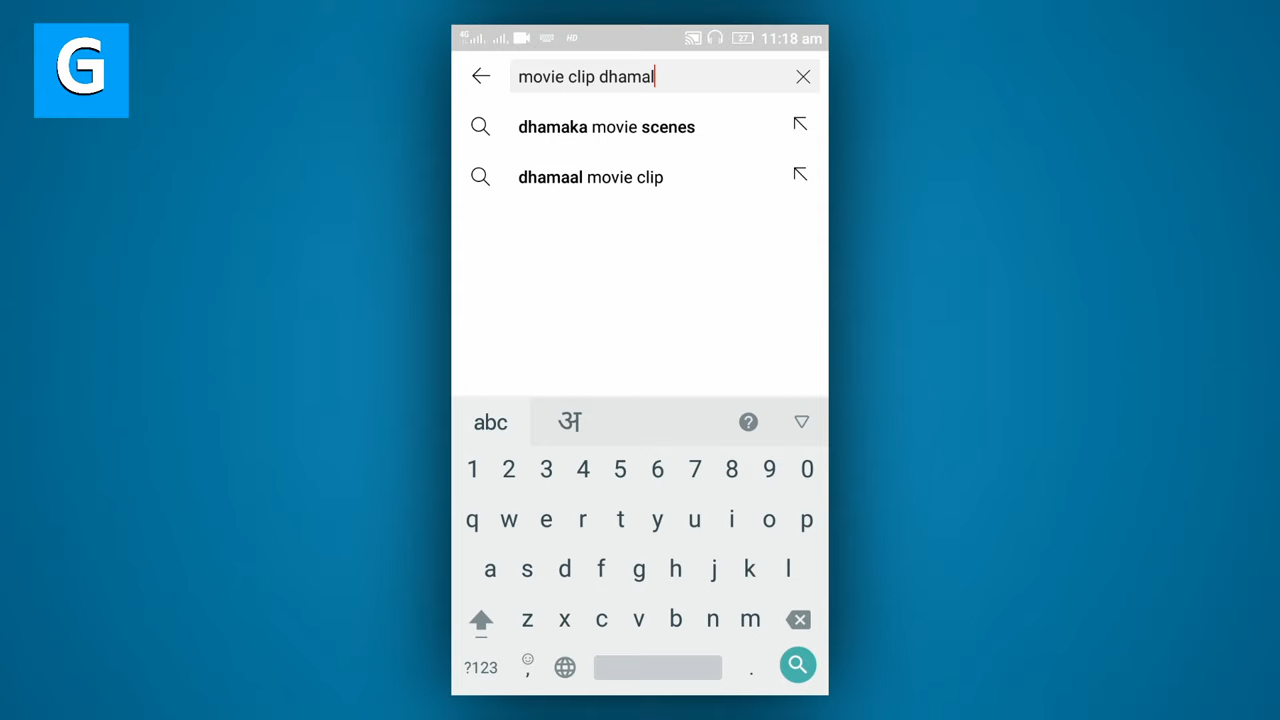 G
4G HD 27 11:18 am
movie clip dhamal
dhamaka movie scenes
dhamaal movie clip
abc अ ?
1 2 3 4 5 6 7 8 9 0
q w e r t y u i o p
a s d f g h j k l
z x c v b n m
?123 , .